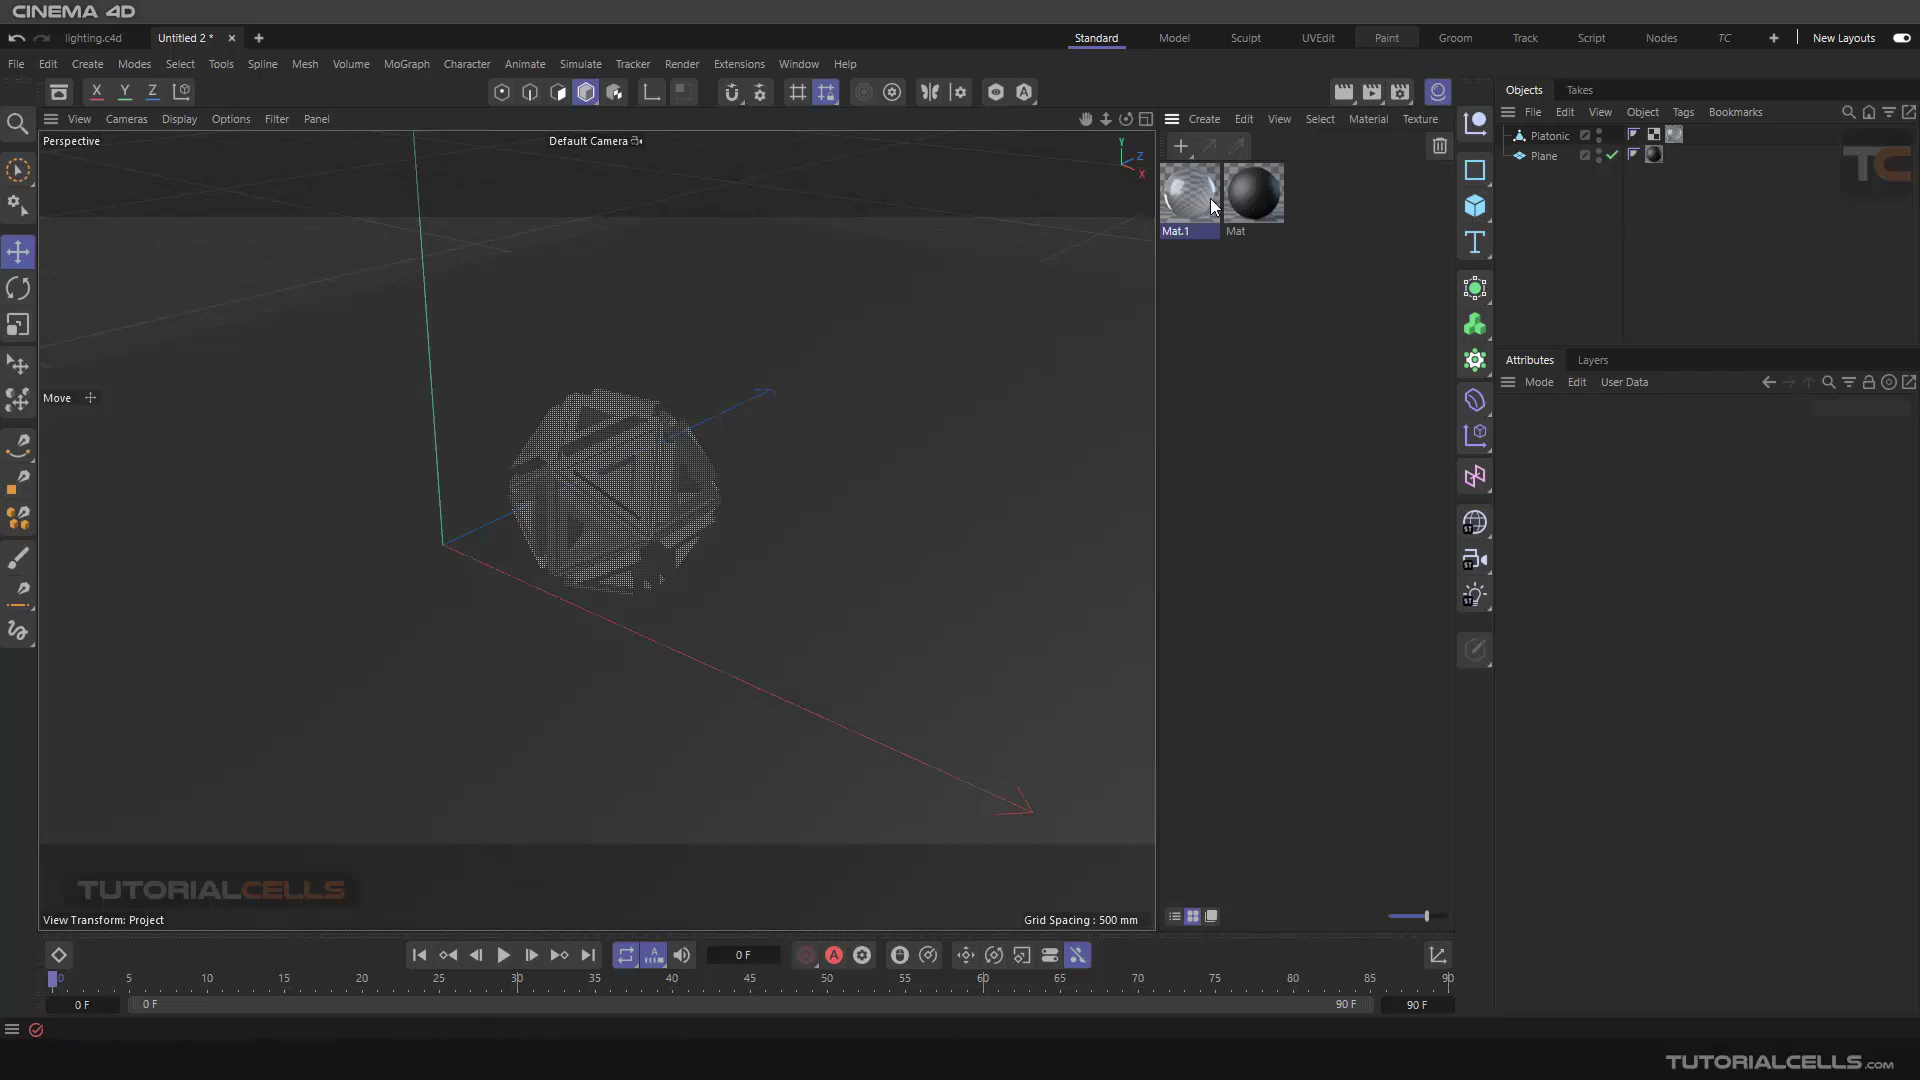 CINEMA 4D
lighting.c4d
Untitled 2 *
Standard
Model
Sculpt
UVEdit
Paint
Groom
Track
Script
Nodes
TC
New Layouts
File
Edit
Create
Modes
Select
Tools
Spline
Mesh
Volume
MoGraph
Character
Animate
Simulate
Tracker
Render
Extensions
Window
Help
X
Y
Z
Objects
Takes
View
Cameras
Display
Options
Filter
Panel
Create
Edit
View
Select
Material
Texture
File
Edit
View
Object
Tags
Bookmarks
Perspective
Default Camera
Y
Z
X
Platonic
Plane
TC
Mat.1
Mat
Attributes
Layers
Mode
Edit
User Data
Move
ST
ST
ST
TUTORIALCELLS
View Transform: Project
Grid Spacing : 500 mm
0 F
A
0
5
10
15
20
25
30
35
40
45
50
55
60
65
70
75
80
85
90
0 F
0 F
90 F
90 F
TUTORIALCELLS.COM